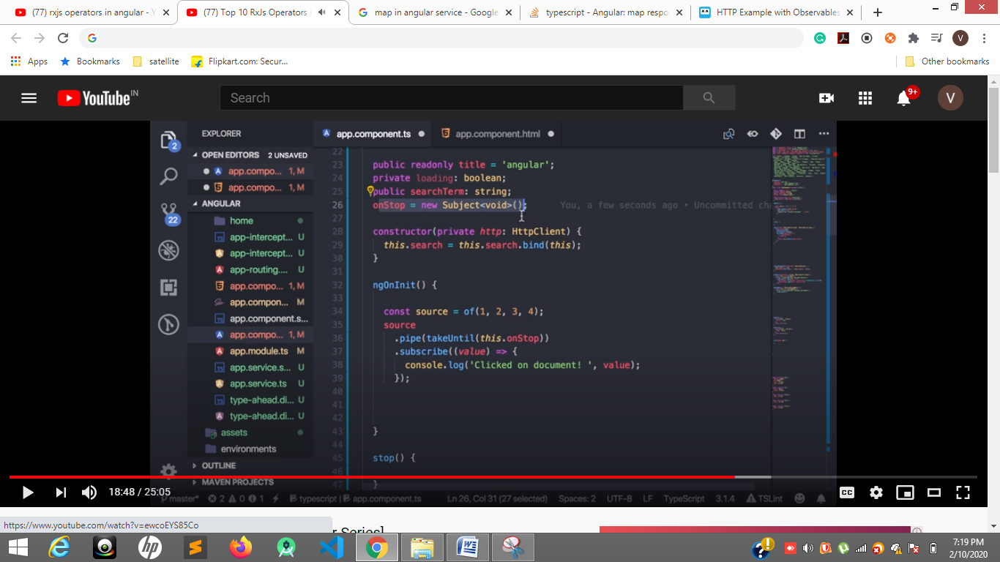 (77) rxjs operators in angular - Y
(77) Top 10 RxJs Operators i
map in angular service - Google
typescript - Angular: map respo
HTTP Example with Observables
V
Apps
Bookmarks
satellite
Flipkart.com: Secur...
Other bookmarks
YouTube IN
Search
9+
V
EXPLORER
app.component.ts
app.component.html
2
OPEN EDITORS 2 UNSAVED
app.compo... 1, M
app.compo... 1, M
ANGULAR
home
22
app-intercept... U
app-intercept... U
app-routing.... U
app.compo... 1, M
app.compon... M
app.component.s...
app.compo... 1, M
app.module.ts M
app.service.s... U
app.service.ts U
type-ahead.di... U
type-ahead.di... U
assets
environments
OUTLINE
MAVEN PROJECTS
22
23 public readonly title = 'angular';
24 private loading: boolean;
25 public searchTerm: string;
26 onStop = new Subject<void>(); You, a few seconds ago • Uncommitted ch
27
28 constructor(private http: HttpClient) {
29 this.search = this.search.bind(this);
30 }
31
32 ngOnInit() {
33
34 const source = of(1, 2, 3, 4);
35 source
36 .pipe(takeUntil(this.onStop))
37 .subscribe((value) => {
38 console.log('Clicked on document! ', value);
39 });
40
41
42
43 }
44
45 stop() {
46
47 }
18:48 / 25:05
CC
master* 2 0 1 typescript | app.component.ts Ln 26, Col 31 (27 selected) Spaces: 2 UTF-8 LF TypeScript 3.1.4 TSLint
https://www.youtube.com/watch?v=ewcoEYS85Co
r Series]
7:19 PM
2/10/2020